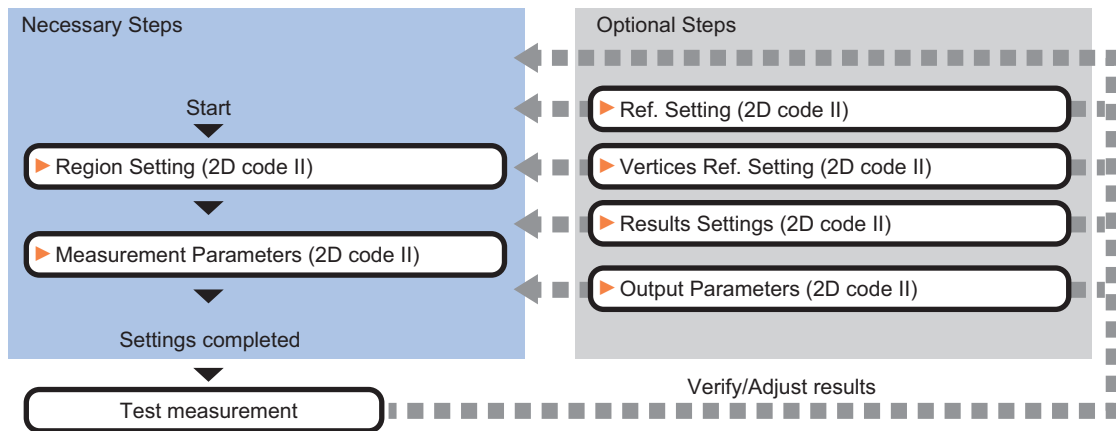 Necessary Steps
Start
Region Setting (2D code II)
Measurement Parameters (2D code II)
Settings completed
Test measurement
Optional Steps
Ref. Setting (2D code II)
Vertices Ref. Setting (2D code II)
Results Settings (2D code II)
Output Parameters (2D code II)
Verify/Adjust results